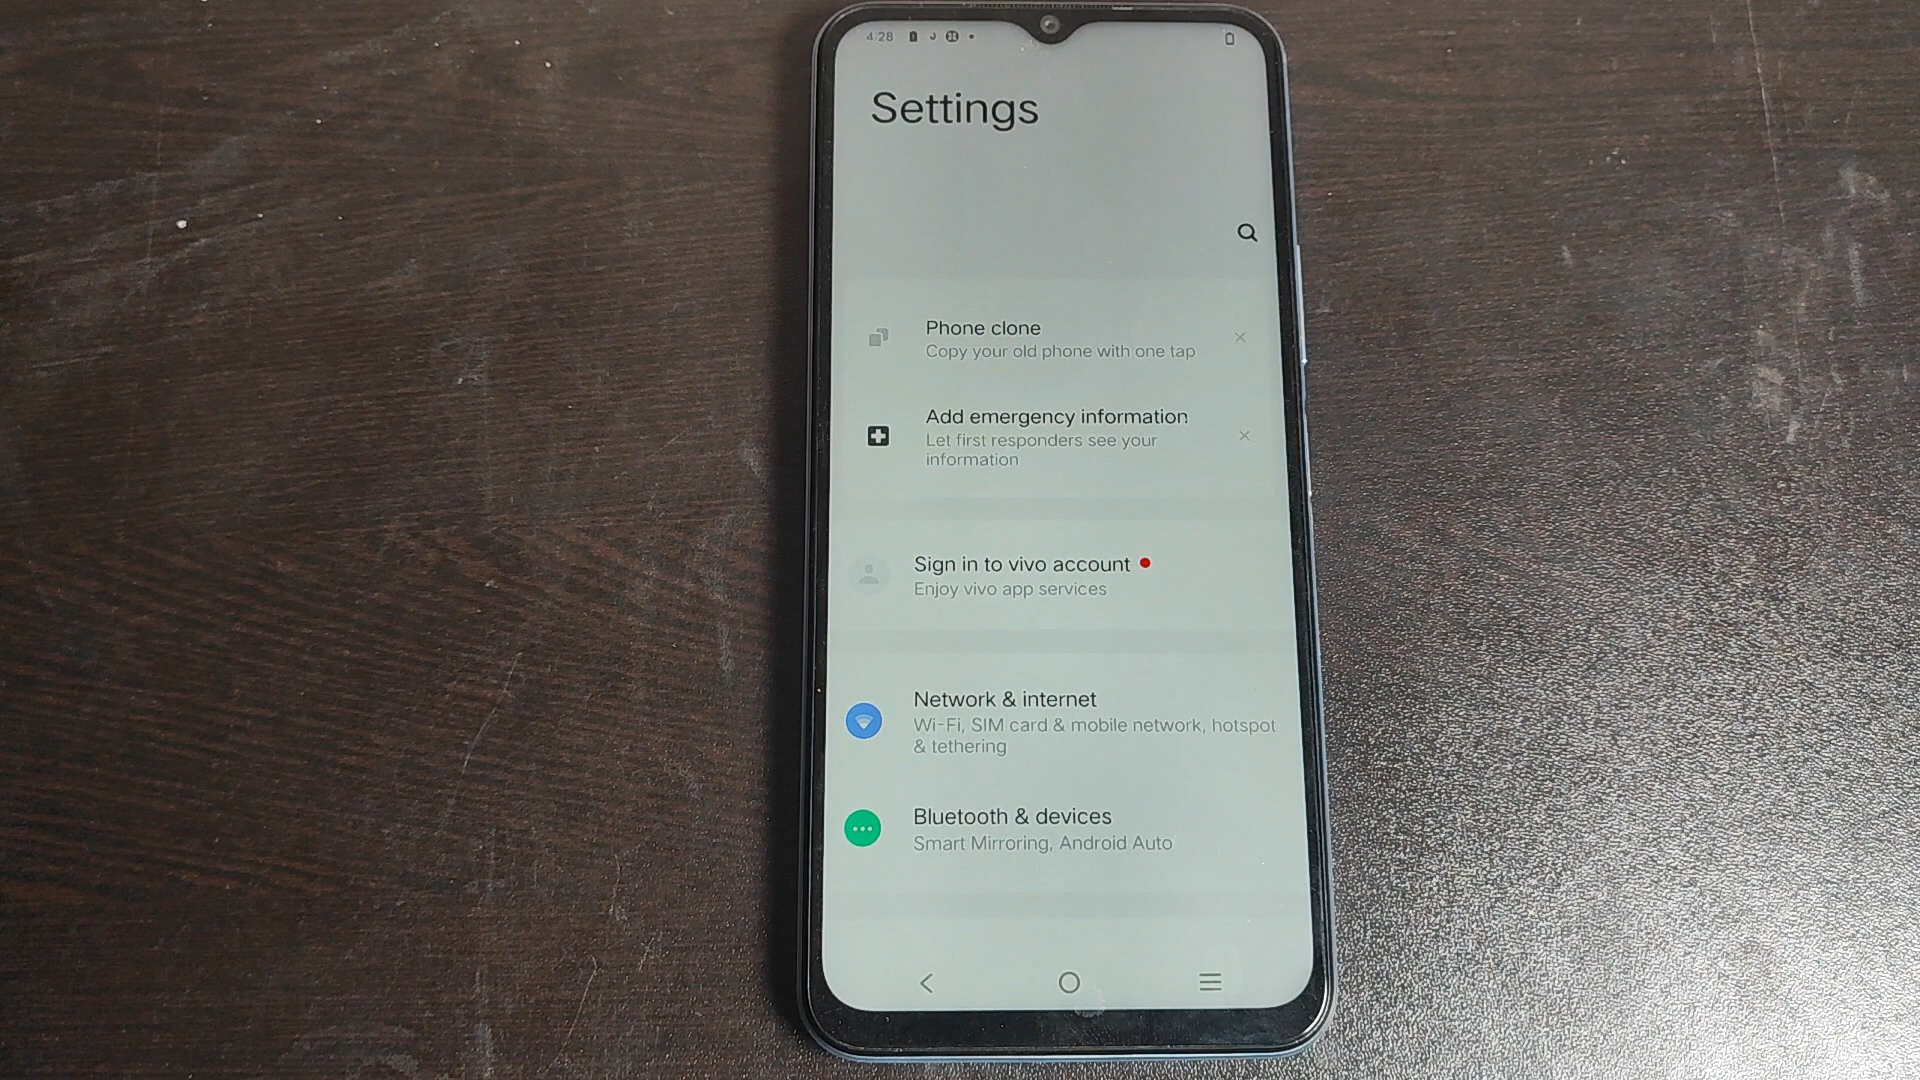 4:28
Settings
Phone clone
Copy your old phone with one tap
Add emergency information
Let first responders see your
information
Sign in to vivo account
Enjoy vivo app services
Network & internet
Wi-Fi, SIM card & mobile network, hotspot
& tethering
Bluetooth & devices
Smart Mirroring, Android Auto